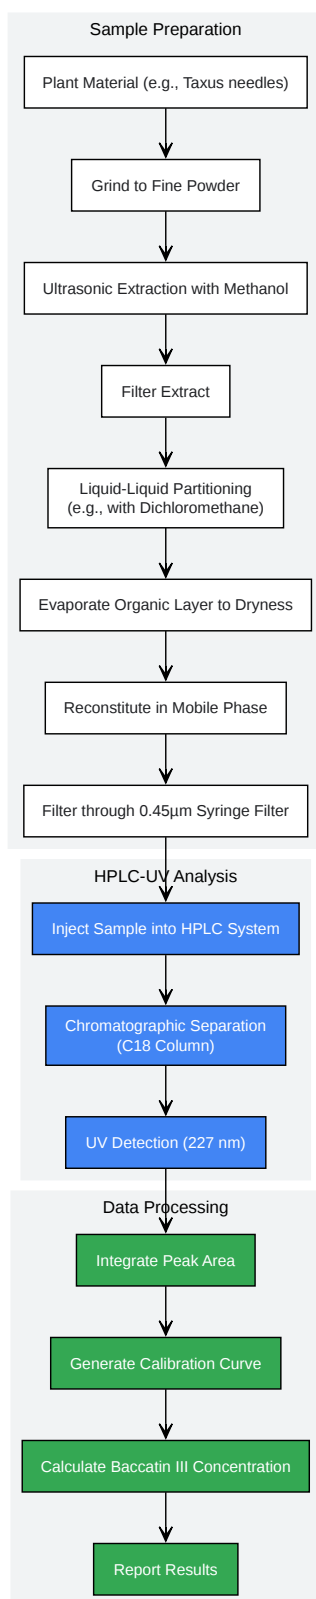 Sample Preparation
Plant Material (e.g., Taxus needles)
Grind to Fine Powder
Ultrasonic Extraction with Methanol
Filter Extract
Liquid-Liquid Partitioning
(e.g., with Dichloromethane)
Evaporate Organic Layer to Dryness
Reconstitute in Mobile Phase
Filter through 0.45µm Syringe Filter
HPLC-UV Analysis
Inject Sample into HPLC System
Chromatographic Separation
(C18 Column)
UV Detection (227 nm)
Data Processing
Integrate Peak Area
Generate Calibration Curve
Calculate Baccatin III Concentration
Report Results